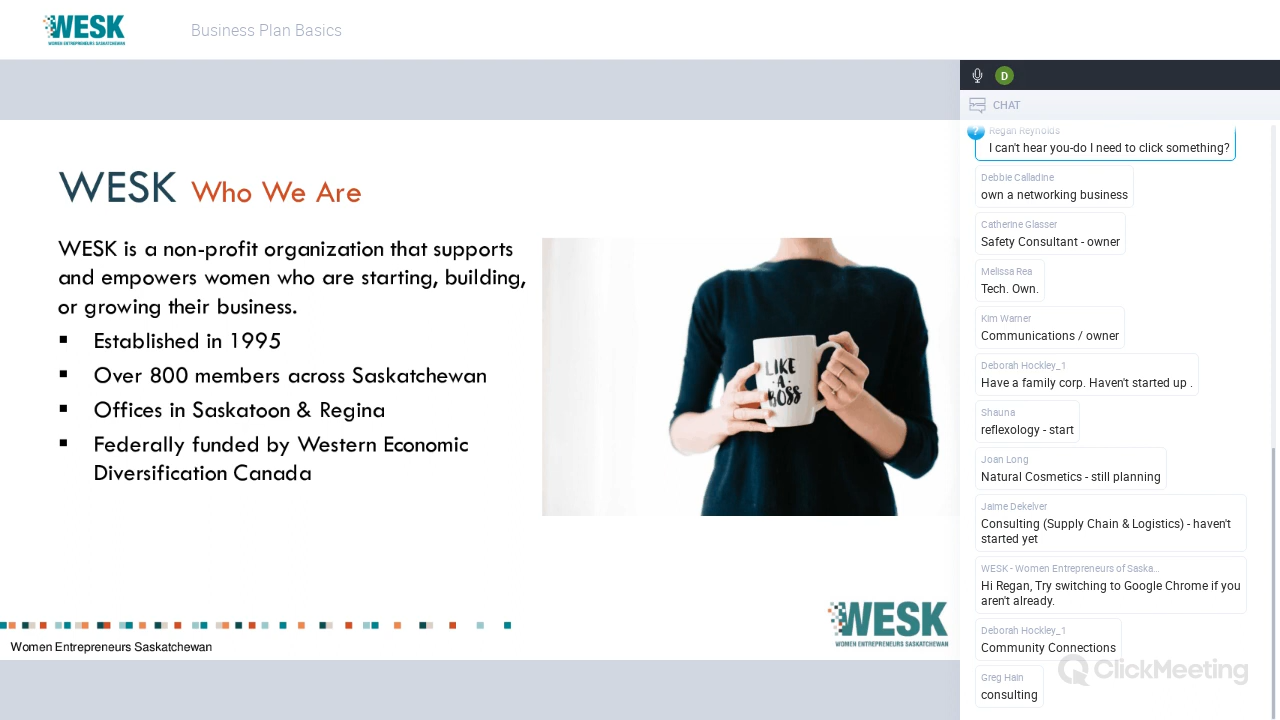 WESK
WOMEN ENTREPRENEURS SASKATCHEWAN
Business Plan Basics
D
CHAT
WESK Who We Are
WESK is a non-profit organization that supports
and empowers women who are starting, building,
or growing their business.
Established in 1995
Over 800 members across Saskatchewan
Offices in Saskatoon & Regina
Federally funded by Western Economic
Diversification Canada
LIKE
·A·
BOSS
WESK
WOMEN ENTREPRENEURS SASKATCHEWAN
Women Entrepreneurs Saskatchewan
?
Regan Reynolds
I can't hear you-do I need to click something?
Debbie Calladine
own a networking business
Catherine Glasser
Safety Consultant - owner
Melissa Rea
Tech. Own.
Kim Warner
Communications / owner
Deborah Hockley_1
Have a family corp. Haven't started up .
Shauna
reflexology - start
Joan Long
Natural Cosmetics - still planning
Jaime Dekelver
Consulting (Supply Chain & Logistics) - haven't
started yet
WESK - Women Entrepreneurs of Saska...
Hi Regan, Try switching to Google Chrome if you
aren't already.
Deborah Hockley_1
Community Connections
Greg Hain
consulting
ClickMeeting